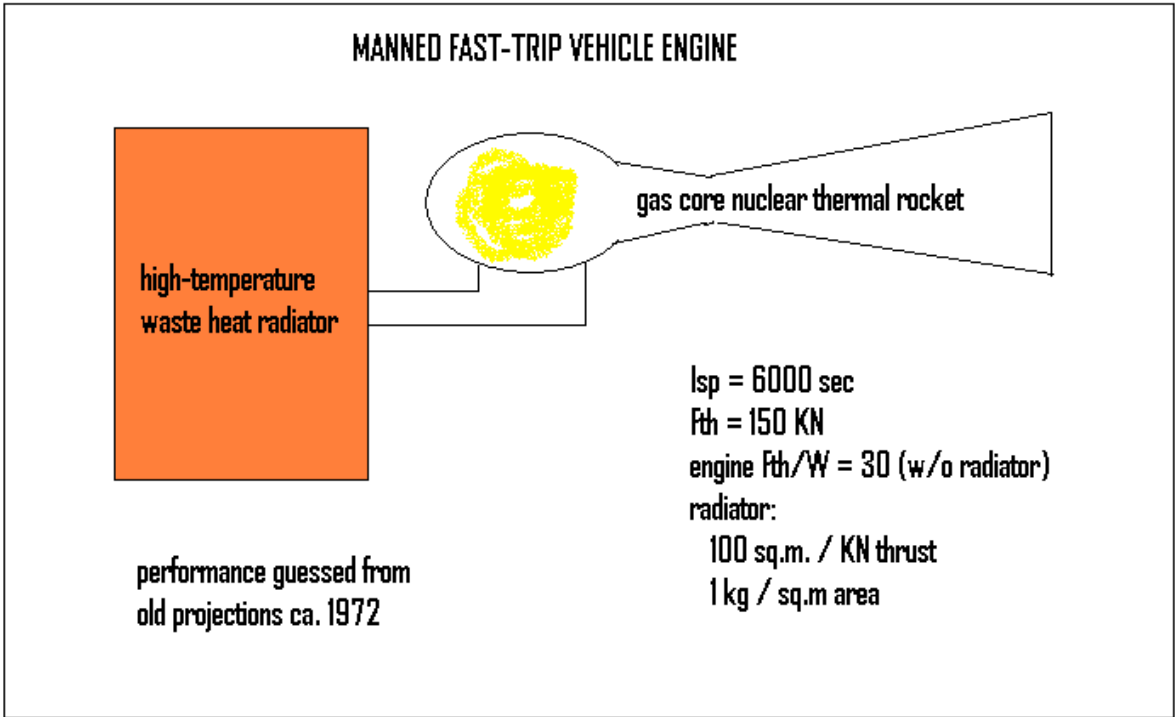 MANNED FAST-TRIP VEHICLE ENGINE
gas core nuclear thermal rocket
high-temperature
waste heat radiator
Isp = 6000 sec
Fth = 150 KN
engine Fth/W = 30 (w/o radiator)
radiator:
100 sq.m. / KN thrust
1 kg / sq.m area
performance guessed from
old projections ca. 1972